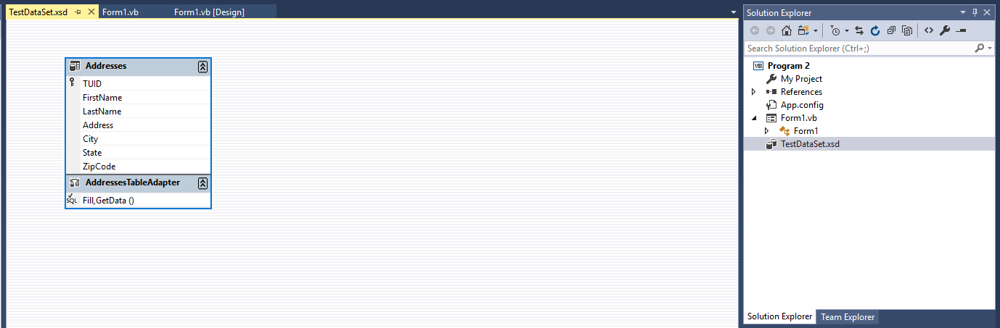 TestDataSet.xsd Form1.vb Form1.vb [Design]
Addresses
TUID
FirstName
LastName
Address
City
State
ZipCode
AddressesTableAdapter
SQL Fill,GetData ()
Solution Explorer
Search Solution Explorer (Ctrl+;)
VB Program 2
My Project
References
App.config
Form1.vb
Form1
TestDataSet.xsd
Solution Explorer Team Explorer